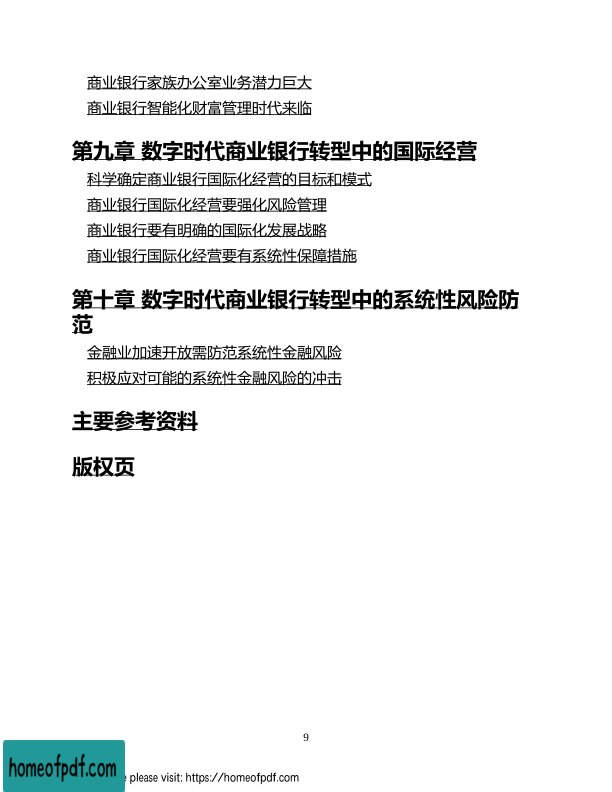 商业银行家族办公室业务潜力巨大
商业银行智能化财富管理时代来临
第九章 数字时代商业银行转型中的国际经营
科学确定商业银行国际化经营的目标和模式
商业银行国际化经营要强化风险管理
商业银行要有明确的国际化发展战略
商业银行国际化经营要有系统性保障措施
第十章 数字时代商业银行转型中的系统性风险防
范
金融业加速开放需防范系统性金融风险
积极应对可能的系统性金融风险的冲击
主要参考资料
版权页
9
homeofpdf.com
please visit: https://homeofpdf.com